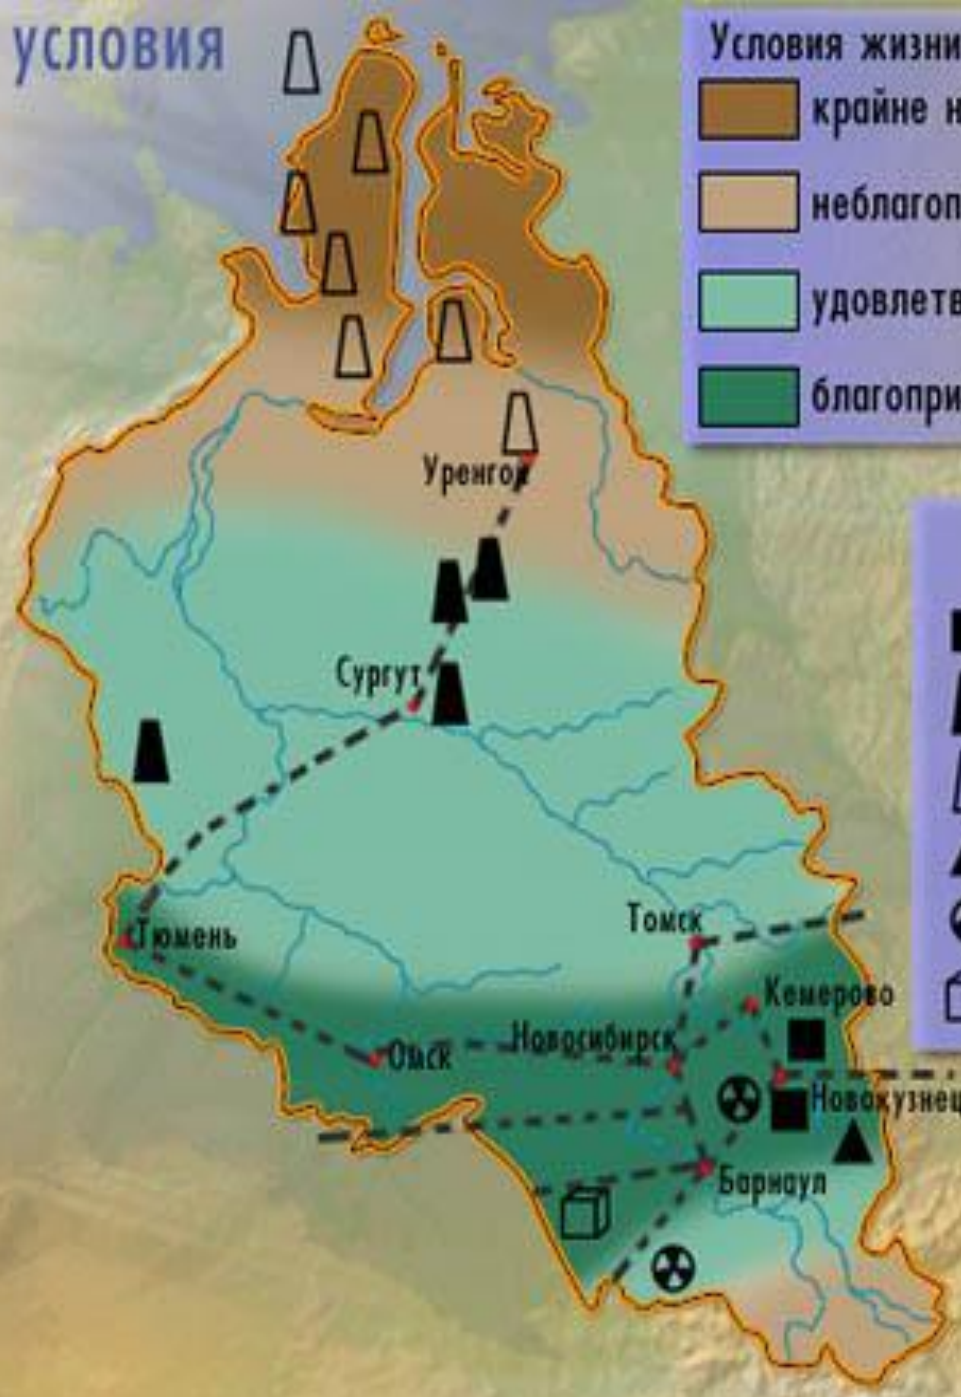 условия
Условия жизни
крайне н
неблагоп
удовлетв
благопри
Уренгой
Сургут
Тюмень
Томск
Кемерово
Омск
Новосибирск
Новокузнец
Барнаул